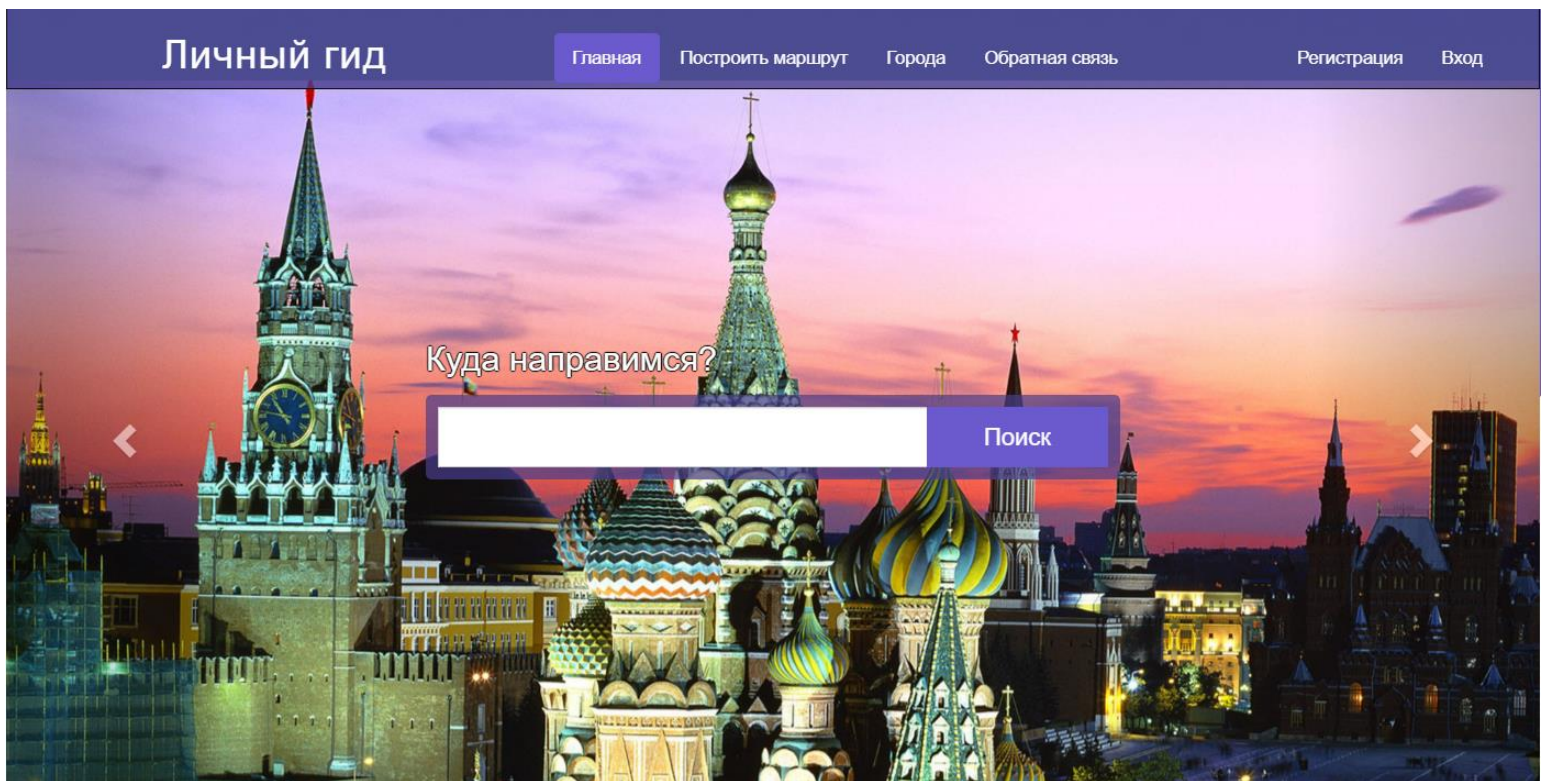 Личный гид
Главная Построить маршрут Города Обратная связь Регистрация Вход
Куда направимся?
Поиск